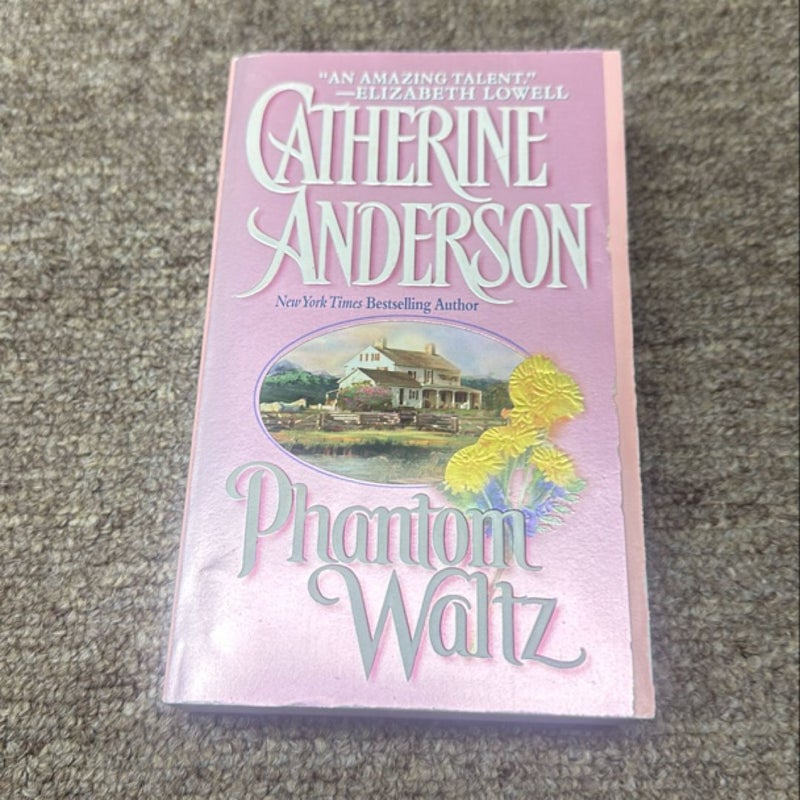 "AN AMAZING TALENT."
—ELIZABETH LOWELL
CATHERINE
ANDERSON
New York Times Bestselling Author
Phantom
Waltz